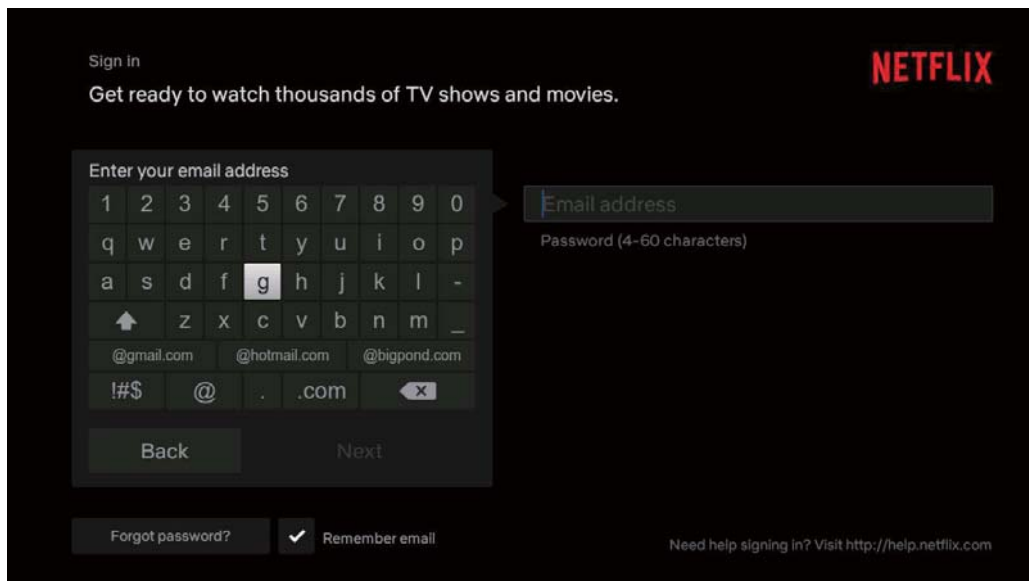 Sign in
NETFLIX
Get ready to watch thousands of TV shows and movies.
Enter your email address
1 2 3 4 5 6 7 8 9 0
Email address
q w e r t y u i o p
Password (4-60 characters)
a s d f g h j k l -
z x c v b n m _
@gmail.com @hotmail.com @bigpond.com
!#$ @ . .com
Back Next
Forgot password?
Remember email
Need help signing in? Visit http://help.netflix.com